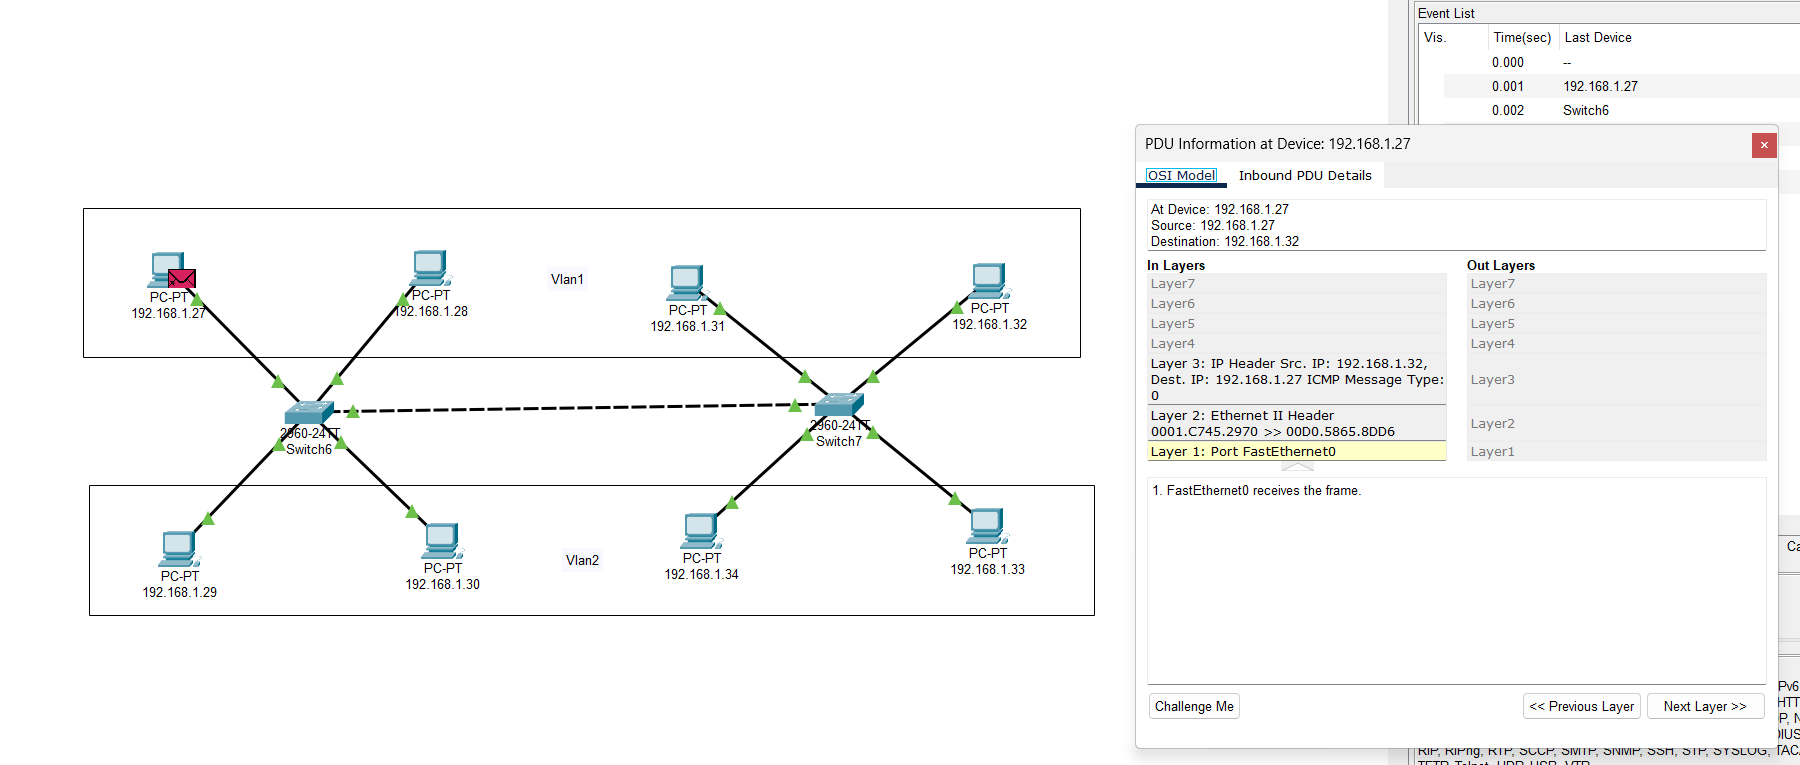 Event List
Vis. Time(sec) Last Device
0.000 --
0.001 192.168.1.27
0.002 Switch6
PDU Information at Device: 192.168.1.27
OSI Model Inbound PDU Details
At Device: 192.168.1.27
Source: 192.168.1.27
Destination: 192.168.1.32
In Layers Out Layers
Layer7 Layer7
Layer6 Layer6
Layer5 Layer5
Layer4 Layer4
Layer 3: IP Header Src. IP: 192.168.1.32,
Dest. IP: 192.168.1.27 ICMP Message Type: Layer3
0
Layer 2: Ethernet II Header
0001.C745.2970 >> 00D0.5865.8DD6 Layer2
Layer 1: Port FastEthernet0 Layer1
1. FastEthernet0 receives the frame.
Challenge Me << Previous Layer Next Layer >>
Vlan1
PC-PT
192.168.1.27
PC-PT
192.168.1.28
PC-PT
192.168.1.31
PC-PT
192.168.1.32
2960-24TT
Switch6
2960-24TT
Switch7
Vlan2
PC-PT
192.168.1.29
PC-PT
192.168.1.30
PC-PT
192.168.1.34
PC-PT
192.168.1.33
RIP, RIPng, RTP, SCCP, SMTP, SNMP, SSH, STP, SYSLOG, TAC
TFTP, Telnet, UDP, USB, VTP